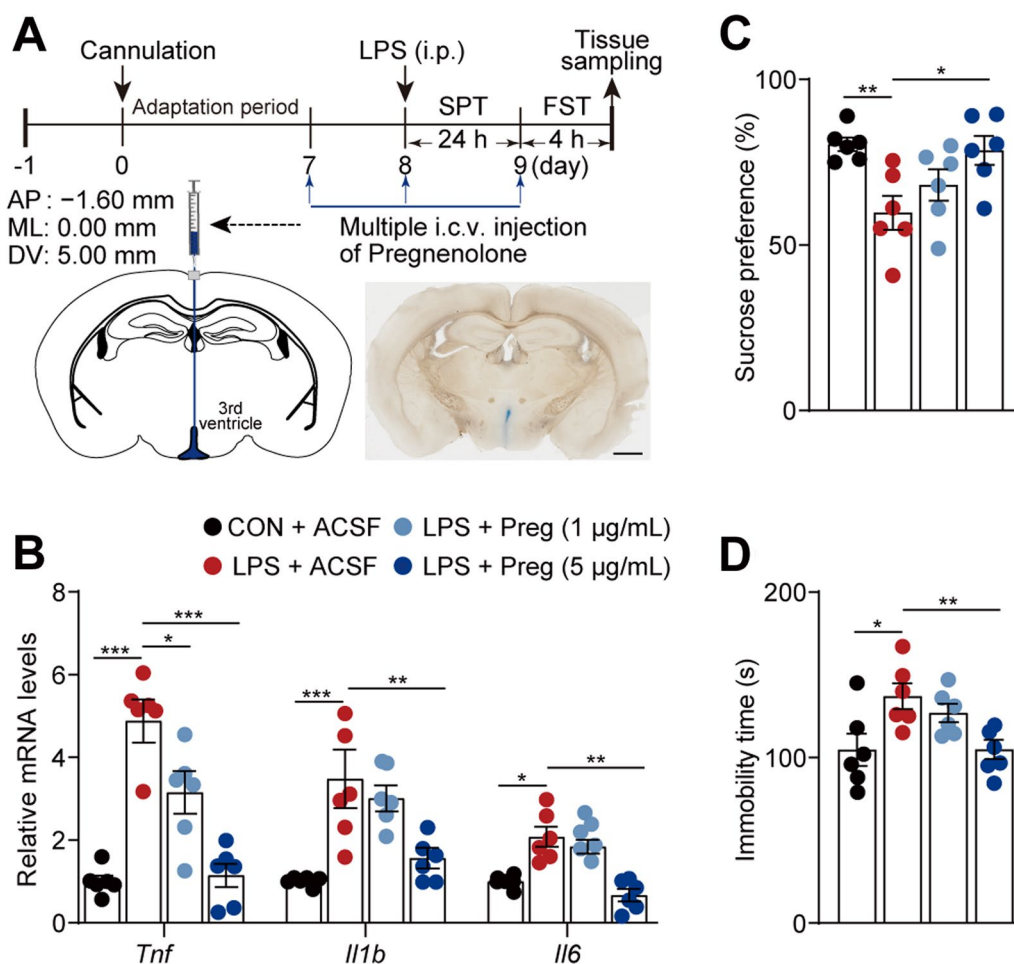 A
Cannulation
LPS (i.p.)
Tissue
sampling
Adaptation period
SPT
FST
24 h
4 h
-1
0
7
8
9 (day)
AP : −1.60 mm
ML: 0.00 mm
DV: 5.00 mm
Multiple i.c.v. injection
of Pregnenolone
3rd
ventricle
C
Sucrose preference (%)
100
50
0
**
*
CON + ACSF
LPS + Preg (1 μg/mL)
LPS + ACSF
LPS + Preg (5 μg/mL)
B
Relative mRNA levels
8
6
4
2
0
***
*
***
***
**
*
**
Tnf
Il1b
Il6
D
Immobility time (s)
200
100
0
*
**